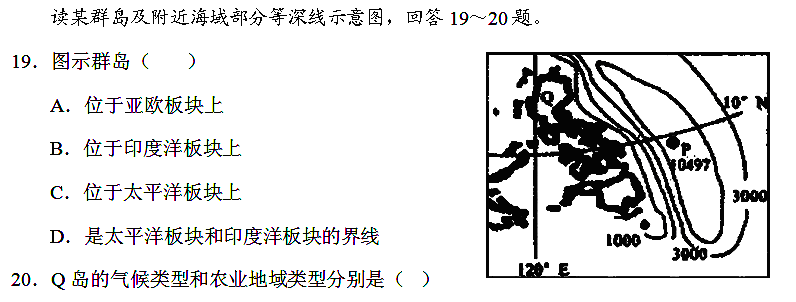 读某群岛及附近海域部分等深线示意图，回答 19～20 题。
19．图示群岛（　　）
A．位于亚欧板块上
B．位于印度洋板块上
C．位于太平洋板块上
D．是太平洋板块和印度洋板块的界线
20．Q 岛的气候类型和农业地域类型分别是（　）
Q
10° N
P
10497
3000
1000
3000
120° E